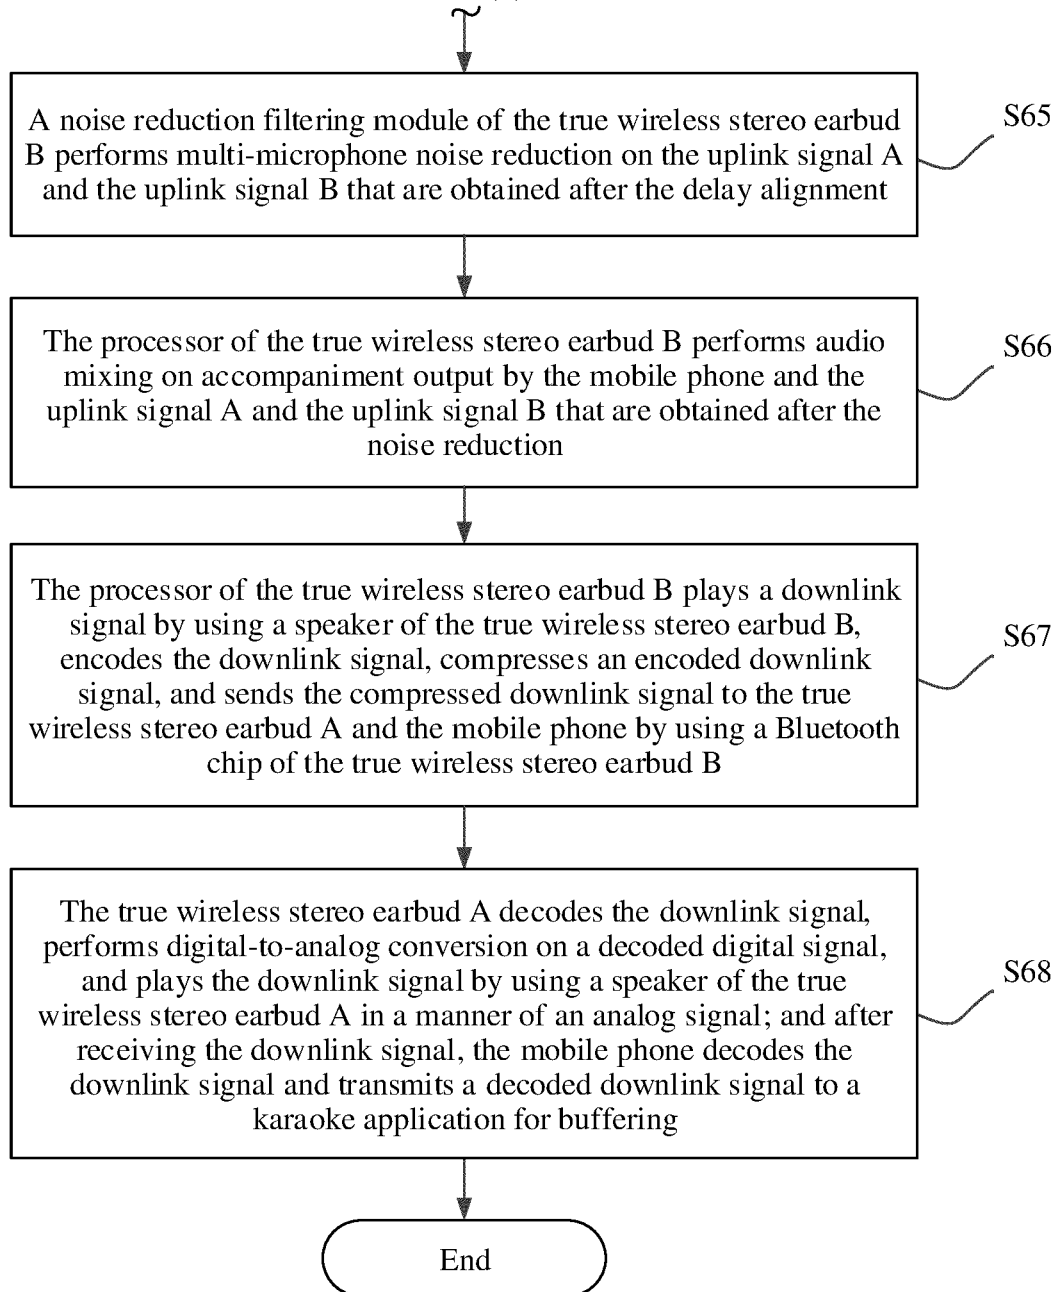 A noise reduction filtering module of the true wireless stereo earbud
B performs multi-microphone noise reduction on the uplink signal A
and the uplink signal B that are obtained after the delay alignment
S65
The processor of the true wireless stereo earbud B performs audio
mixing on accompaniment output by the mobile phone and the
uplink signal A and the uplink signal B that are obtained after the
noise reduction
S66
The processor of the true wireless stereo earbud B plays a downlink
signal by using a speaker of the true wireless stereo earbud B,
encodes the downlink signal, compresses an encoded downlink
signal, and sends the compressed downlink signal to the true
wireless stereo earbud A and the mobile phone by using a Bluetooth
chip of the true wireless stereo earbud B
S67
The true wireless stereo earbud A decodes the downlink signal,
performs digital-to-analog conversion on a decoded digital signal,
and plays the downlink signal by using a speaker of the true
wireless stereo earbud A in a manner of an analog signal; and after
receiving the downlink signal, the mobile phone decodes the
downlink signal and transmits a decoded downlink signal to a
karaoke application for buffering
S68
End